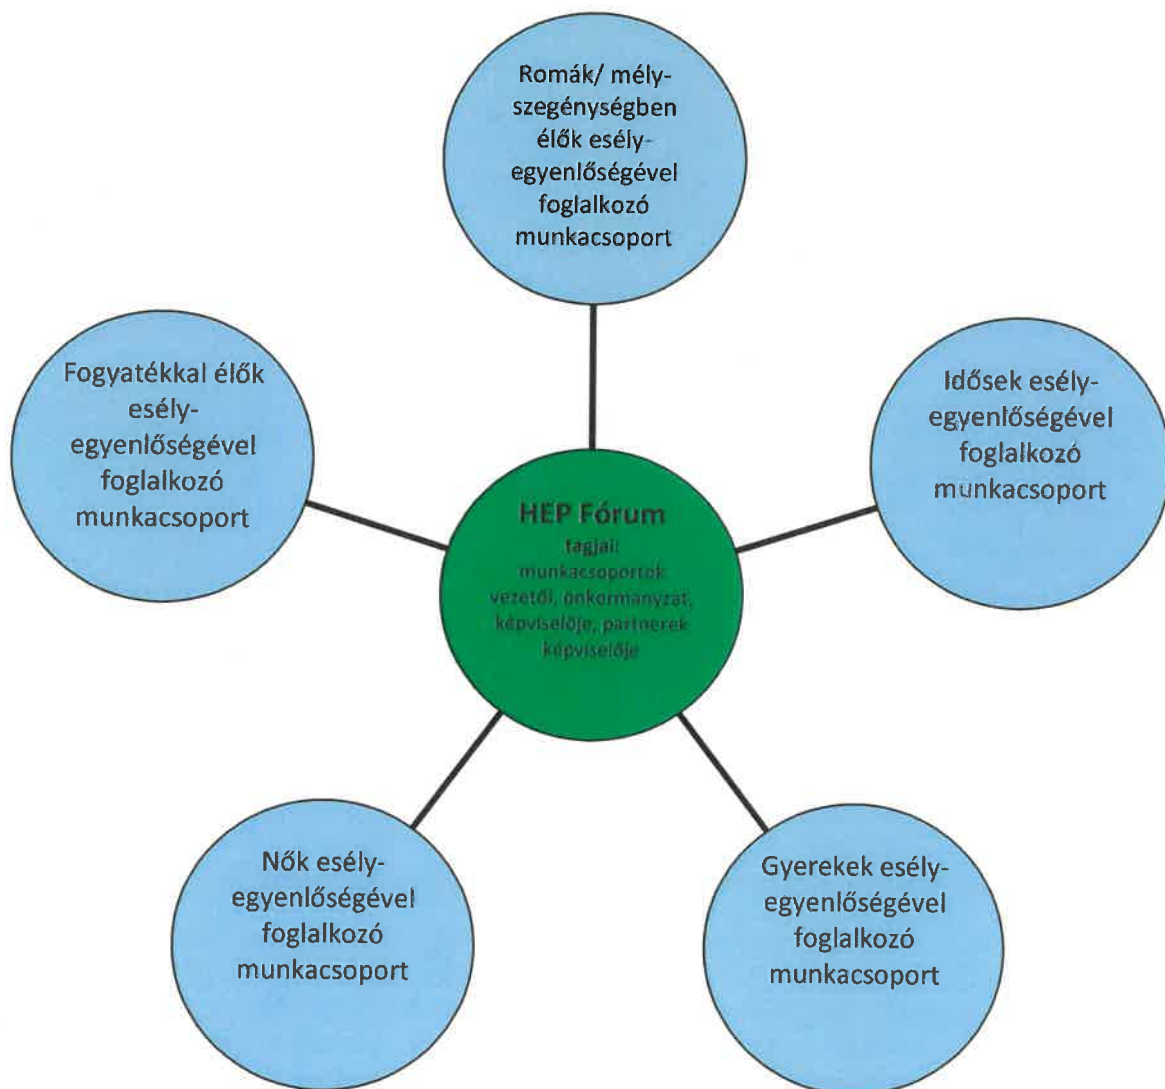 Romák/ mély-
szegénységben
élők esély-
egyenlőségével
foglalkozó
munkacsoport
Fogyatékkal élők
esély-
egyenlőségével
foglalkozó
munkacsoport
Idősek esély-
egyenlőségével
foglalkozó
munkacsoport
HEP Fórum
tagjai:
munkacsoportok
vezetői, önkormányzat,
képviselője, partnerek
képviselője
Nők esély-
egyenlőségével
foglalkozó
munkacsoport
Gyerekek esély-
egyenlőségével
foglalkozó
munkacsoport